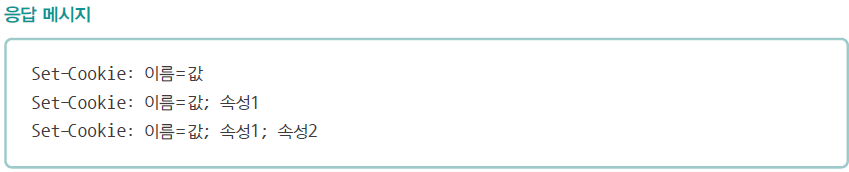 응답 메시지
Set-Cookie: 이름=값
Set-Cookie: 이름=값; 속성1
Set-Cookie: 이름=값; 속성1; 속성2